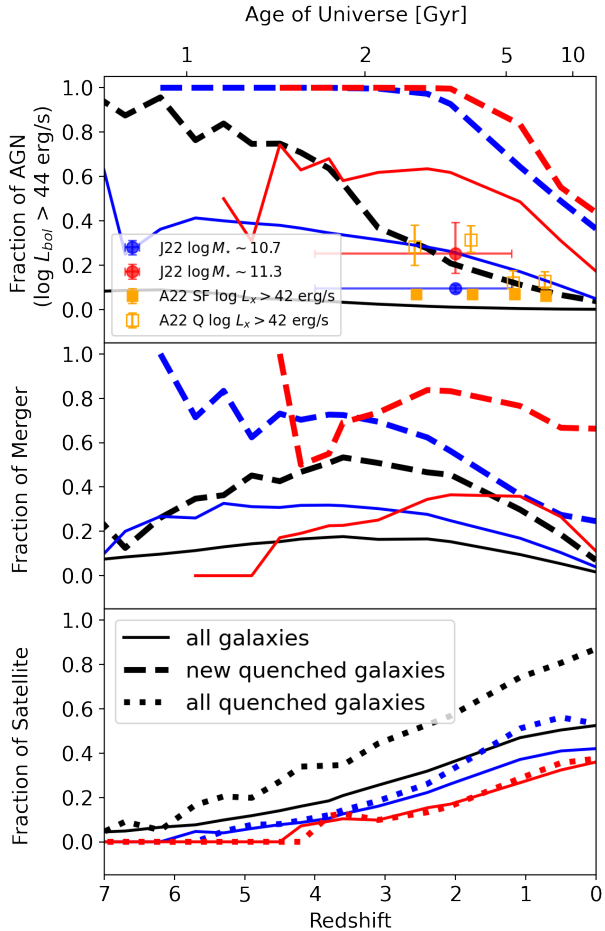 Age of Universe [Gyr]
1 2 5 10
Fraction of AGN
(log L_bol > 44 erg/s)
1.0
0.8
0.6
0.4
0.2
0.0
J22 log M⋆ ~ 10.7
J22 log M⋆ ~ 11.3
A22 SF log L_x > 42 erg/s
A22 Q log L_x > 42 erg/s
Fraction of Merger
1.0
0.8
0.6
0.4
0.2
0.0
Fraction of Satellite
1.0
0.8
0.6
0.4
0.2
0.0
all galaxies
new quenched galaxies
all quenched galaxies
7 6 5 4 3 2 1 0
Redshift